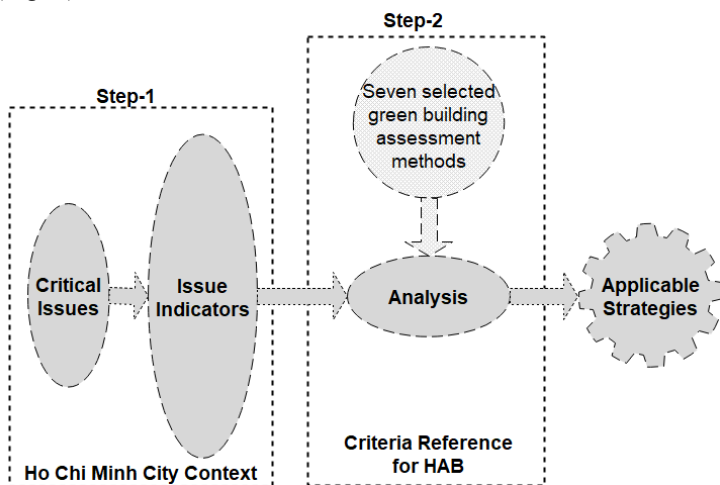 Step-1
Critical
Issues
Issue
Indicators
Ho Chi Minh City Context
Step-2
Seven selected
green building
assessment
methods
Analysis
Criteria Reference
for HAB
Applicable
Strategies